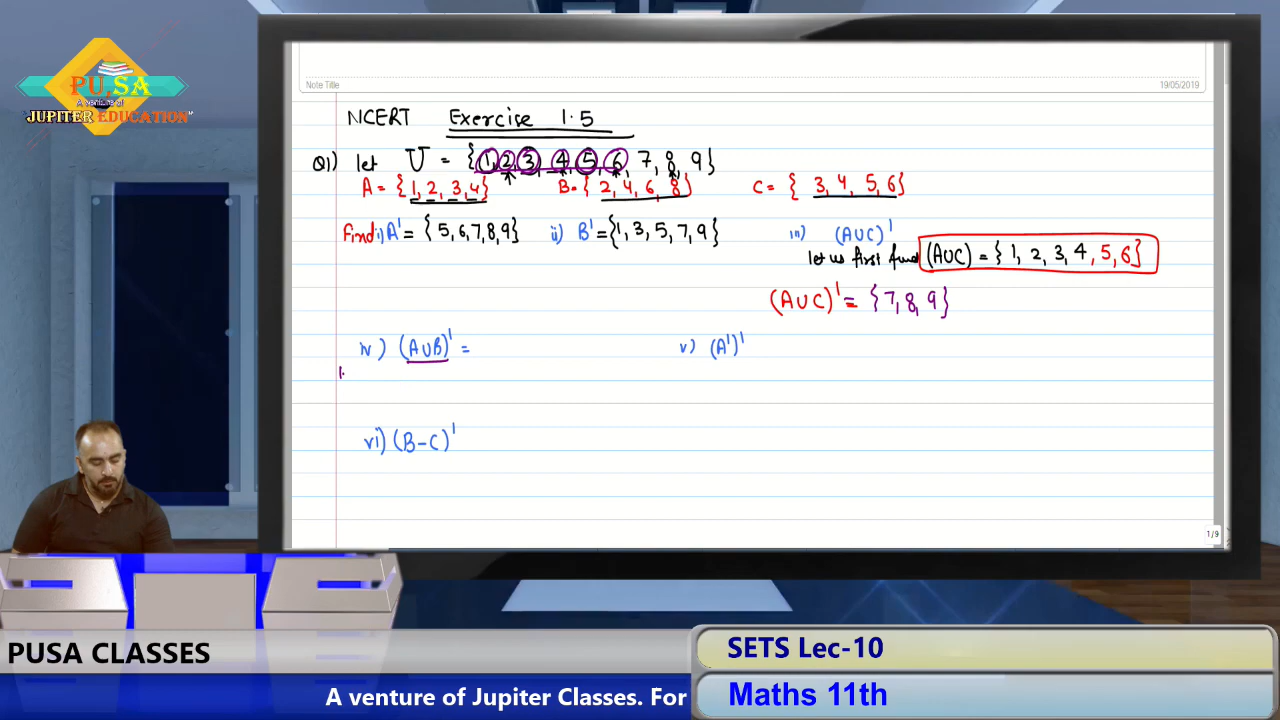 PU,SA
A venture of
"JUPITER EDUCATION"
Note Title
19/05/2019
NCERT Exercise 1.5
Q1) let U = {1, 2, 3, 4, 5, 6, 7, 8, 9}
A = {1, 2, 3, 4} B = {2, 4, 6, 8} C = {3, 4, 5, 6}
Find: i) A' = {5, 6, 7, 8, 9} ii) B' = {1, 3, 5, 7, 9} iii) (AUC)'
let us first find (AUC) = {1, 2, 3, 4, 5, 6}
(AUC)' = {7, 8, 9}
iv) (AUB)' = v) (A')'
vi) (B-C)'
1/9
PUSA CLASSES
SETS Lec-10
A venture of Jupiter Classes. For
Maths 11th